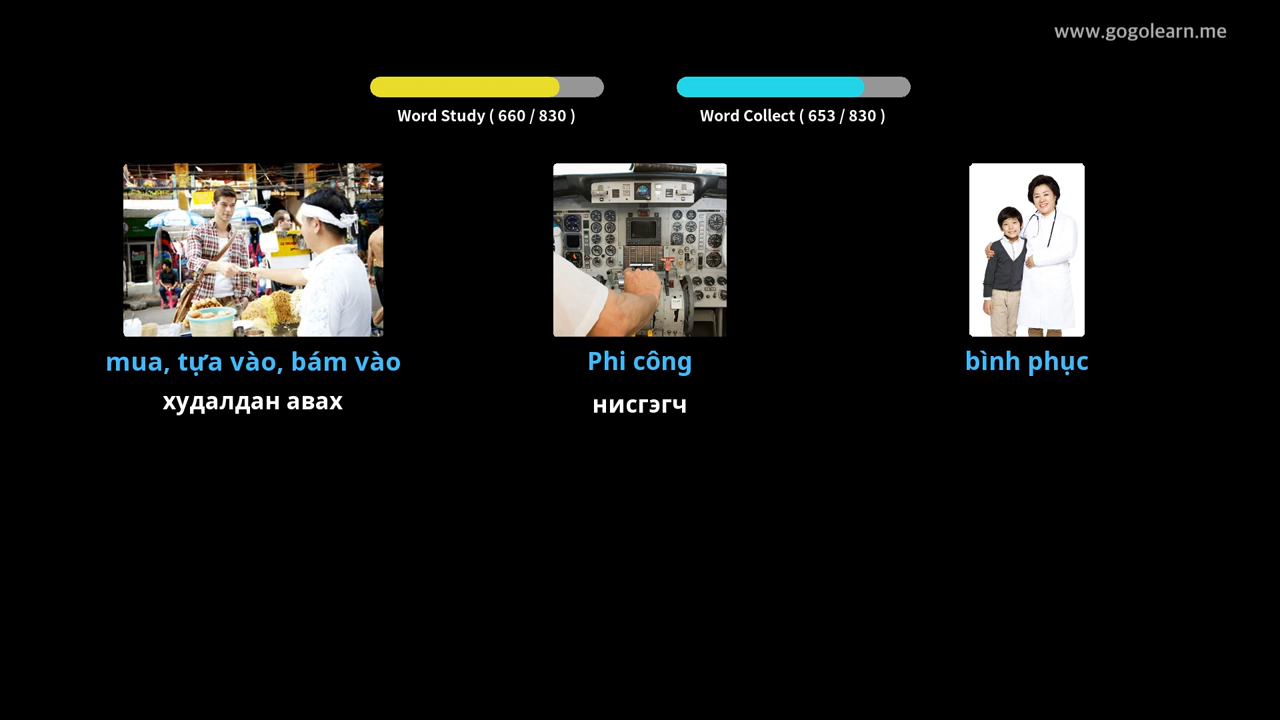 www.gogolearn.me
Word Study ( 660 / 830 )
Word Collect ( 653 / 830 )
mua, tựa vào, bám vào
худалдан авах
Phi công
нисгэгч
bình phục